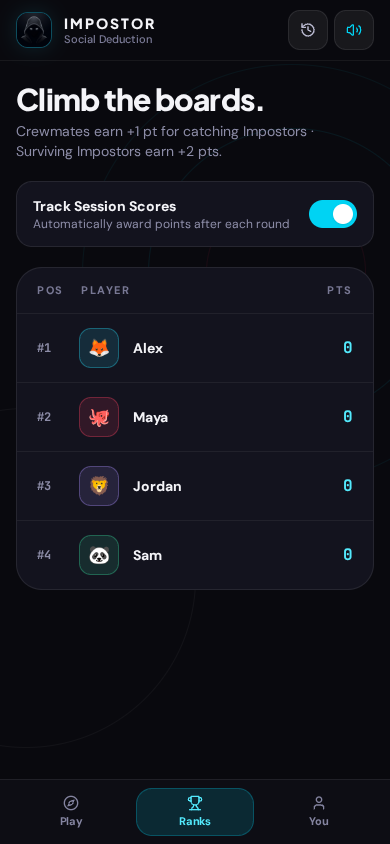 IMPOSTOR
Social Deduction
Climb the boards.
Crewmates earn +1 pt for catching Impostors ·
Surviving Impostors earn +2 pts.
Track Session Scores
Automatically award points after each round
POS PLAYER PTS
#1 Alex 0
#2 Maya 0
#3 Jordan 0
#4 Sam 0
Play Ranks You